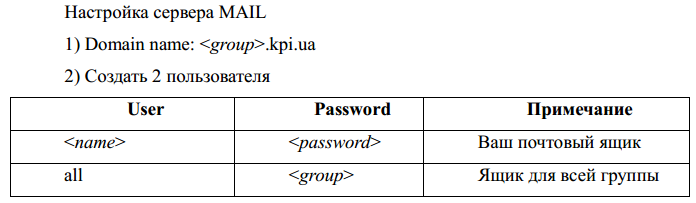 Настройка сервера MAIL
1) Domain name: <group>.kpi.ua
2) Создать 2 пользователя
User Password Примечание
<name> <password> Ваш почтовый ящик
all <group> Ящик для всей группы